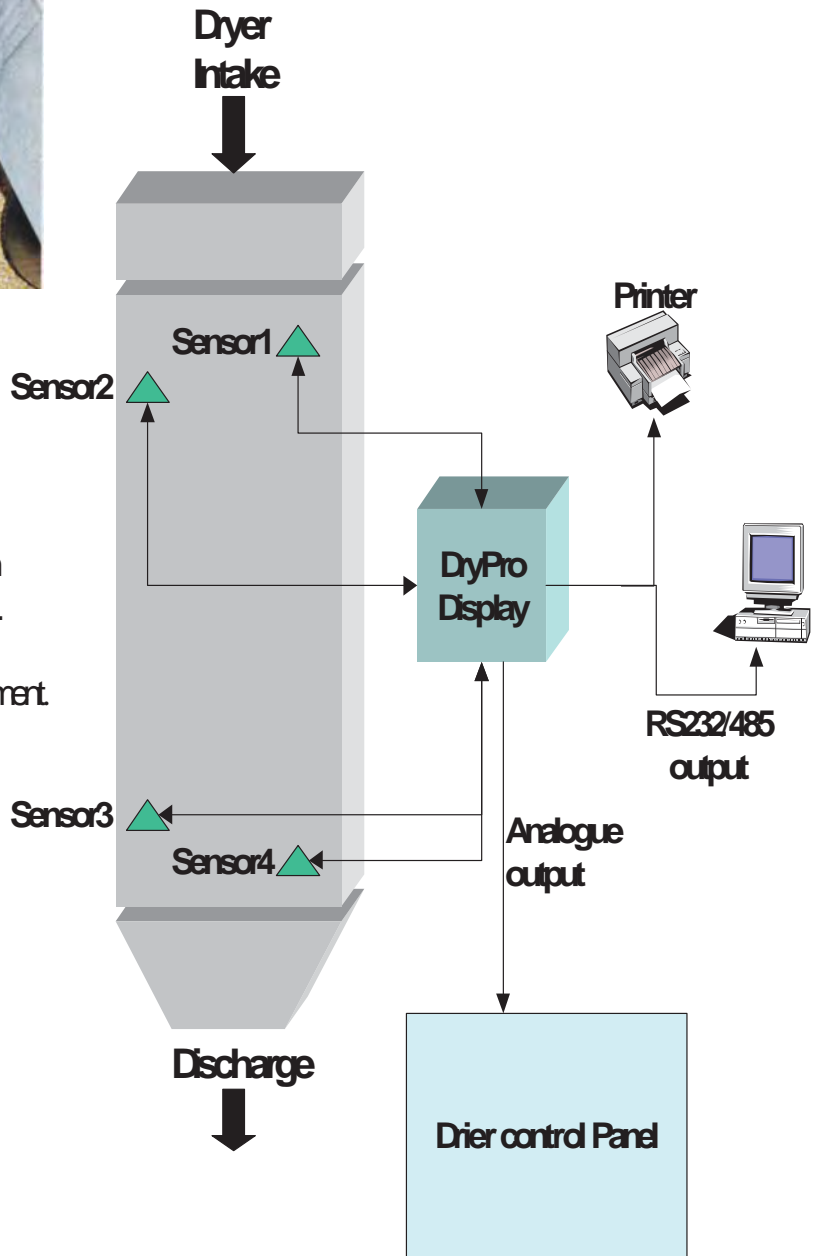 Dryer
Intake
Printer
Sensor1
Sensor2
DryPro
Display
ment.
RS232/485
output
Sensor3
Analogue
output
Sensor4
Discharge
Drier control Panel